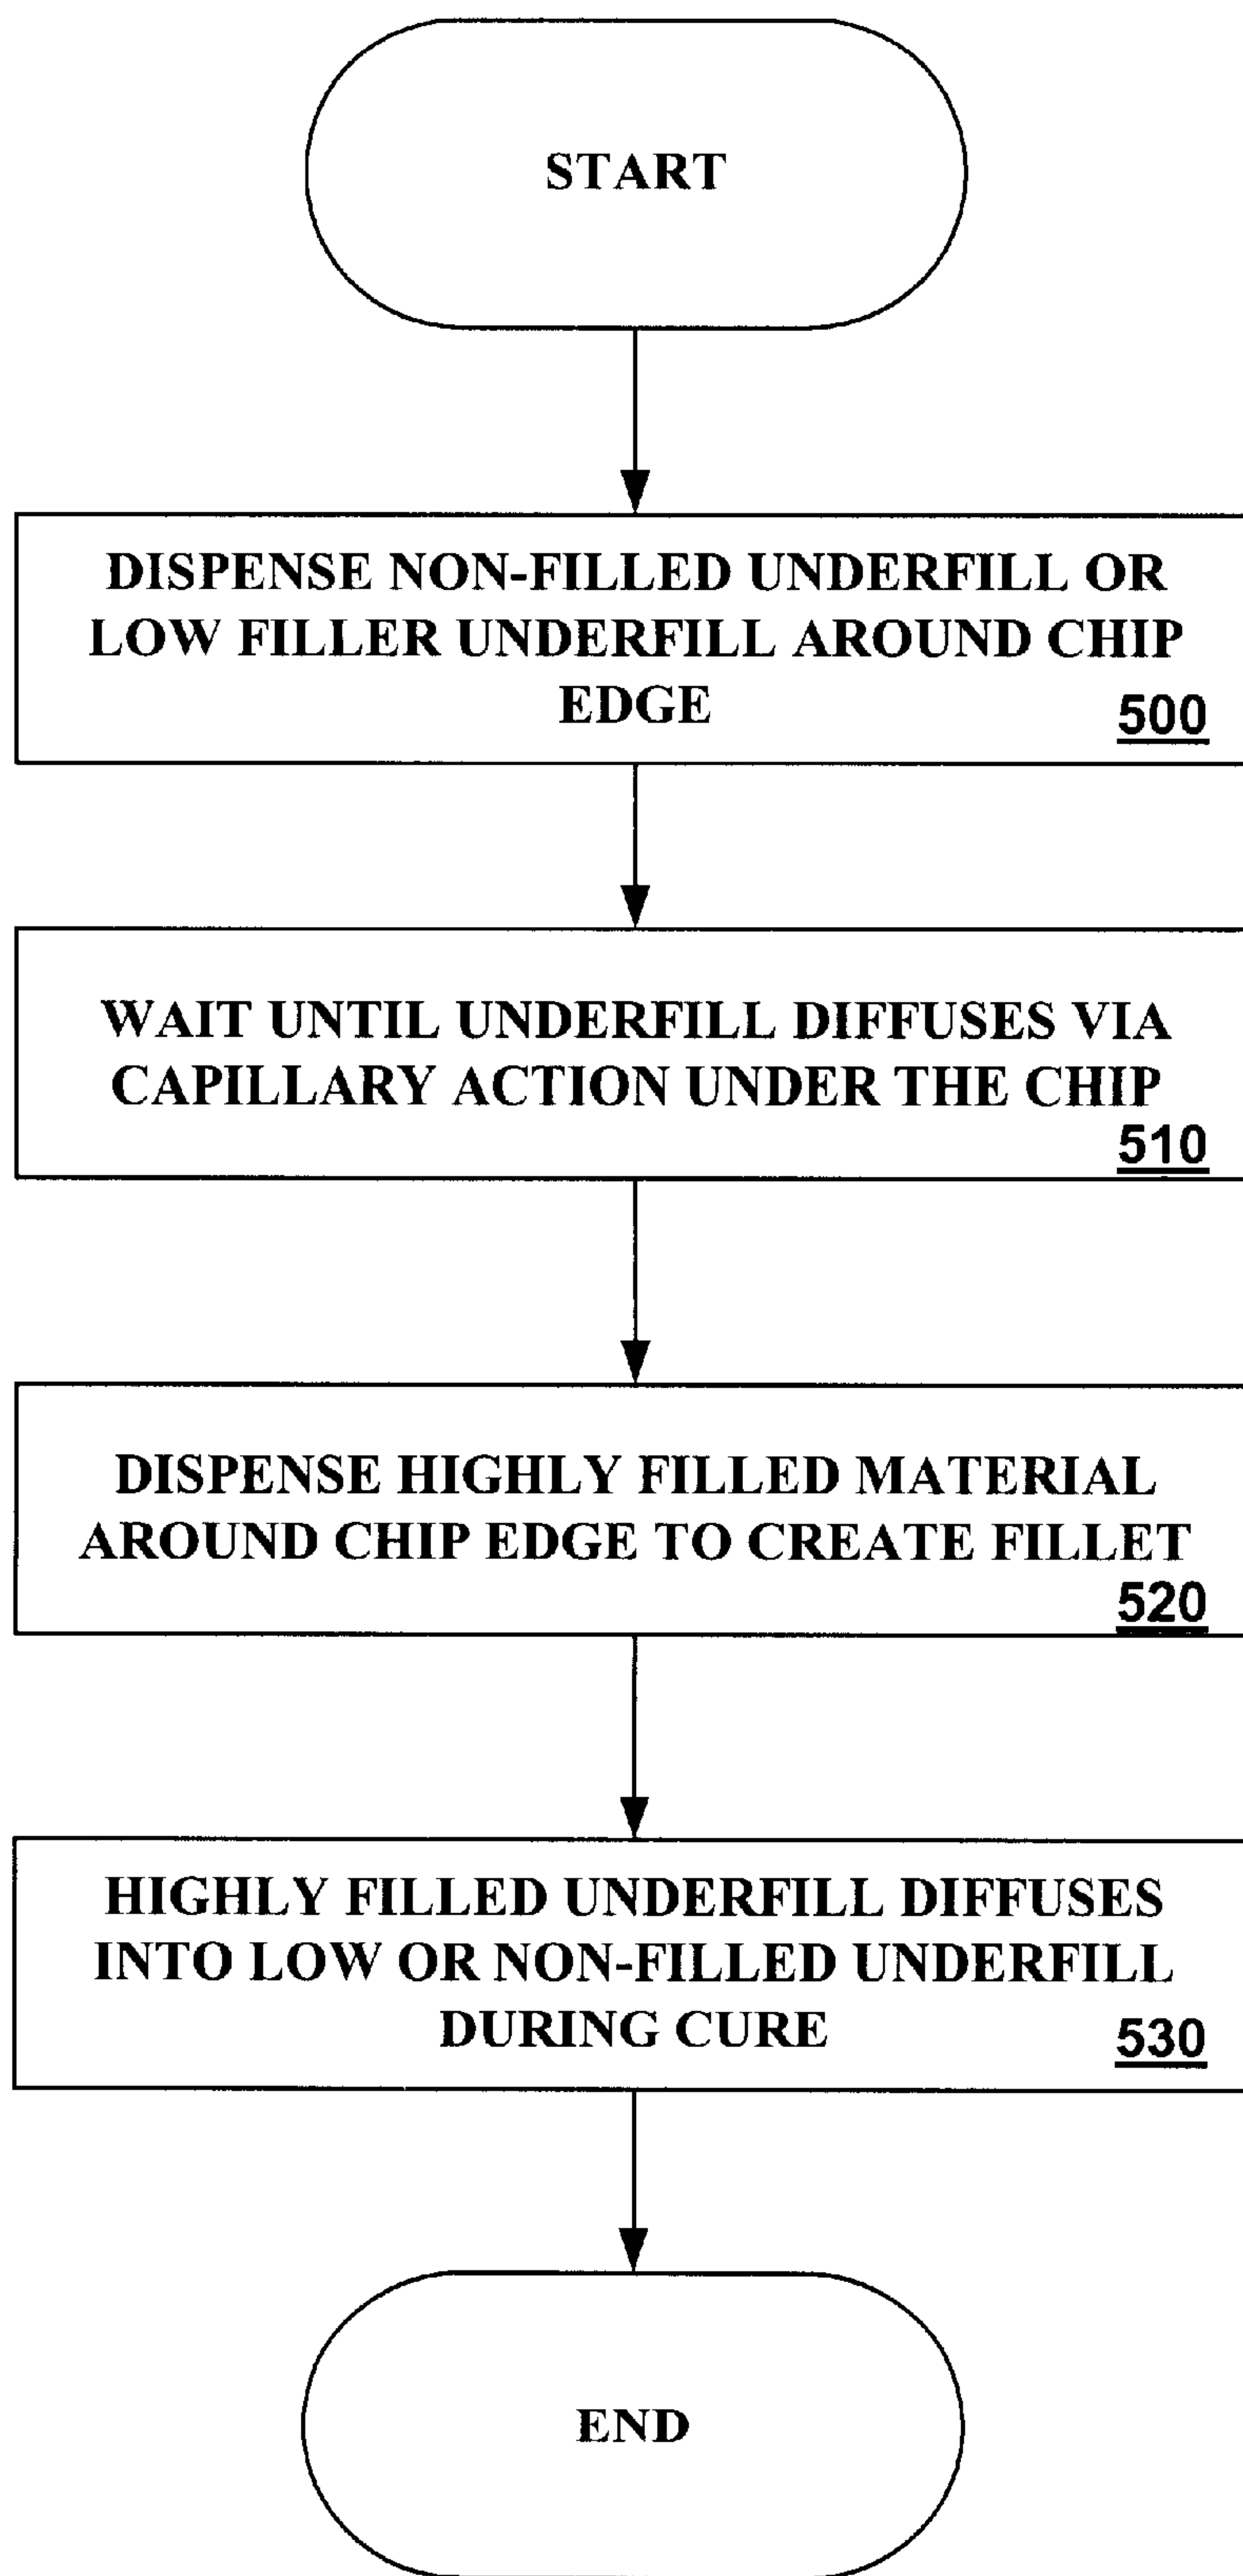 START
DISPENSE NON-FILLED UNDERFILL OR
LOW FILLER UNDERFILL AROUND CHIP
EDGE
500
WAIT UNTIL UNDERFILL DIFFUSES VIA
CAPILLARY ACTION UNDER THE CHIP
510
DISPENSE HIGHLY FILLED MATERIAL
AROUND CHIP EDGE TO CREATE FILLET
520
HIGHLY FILLED UNDERFILL DIFFUSES
INTO LOW OR NON-FILLED UNDERFILL
DURING CURE
530
END